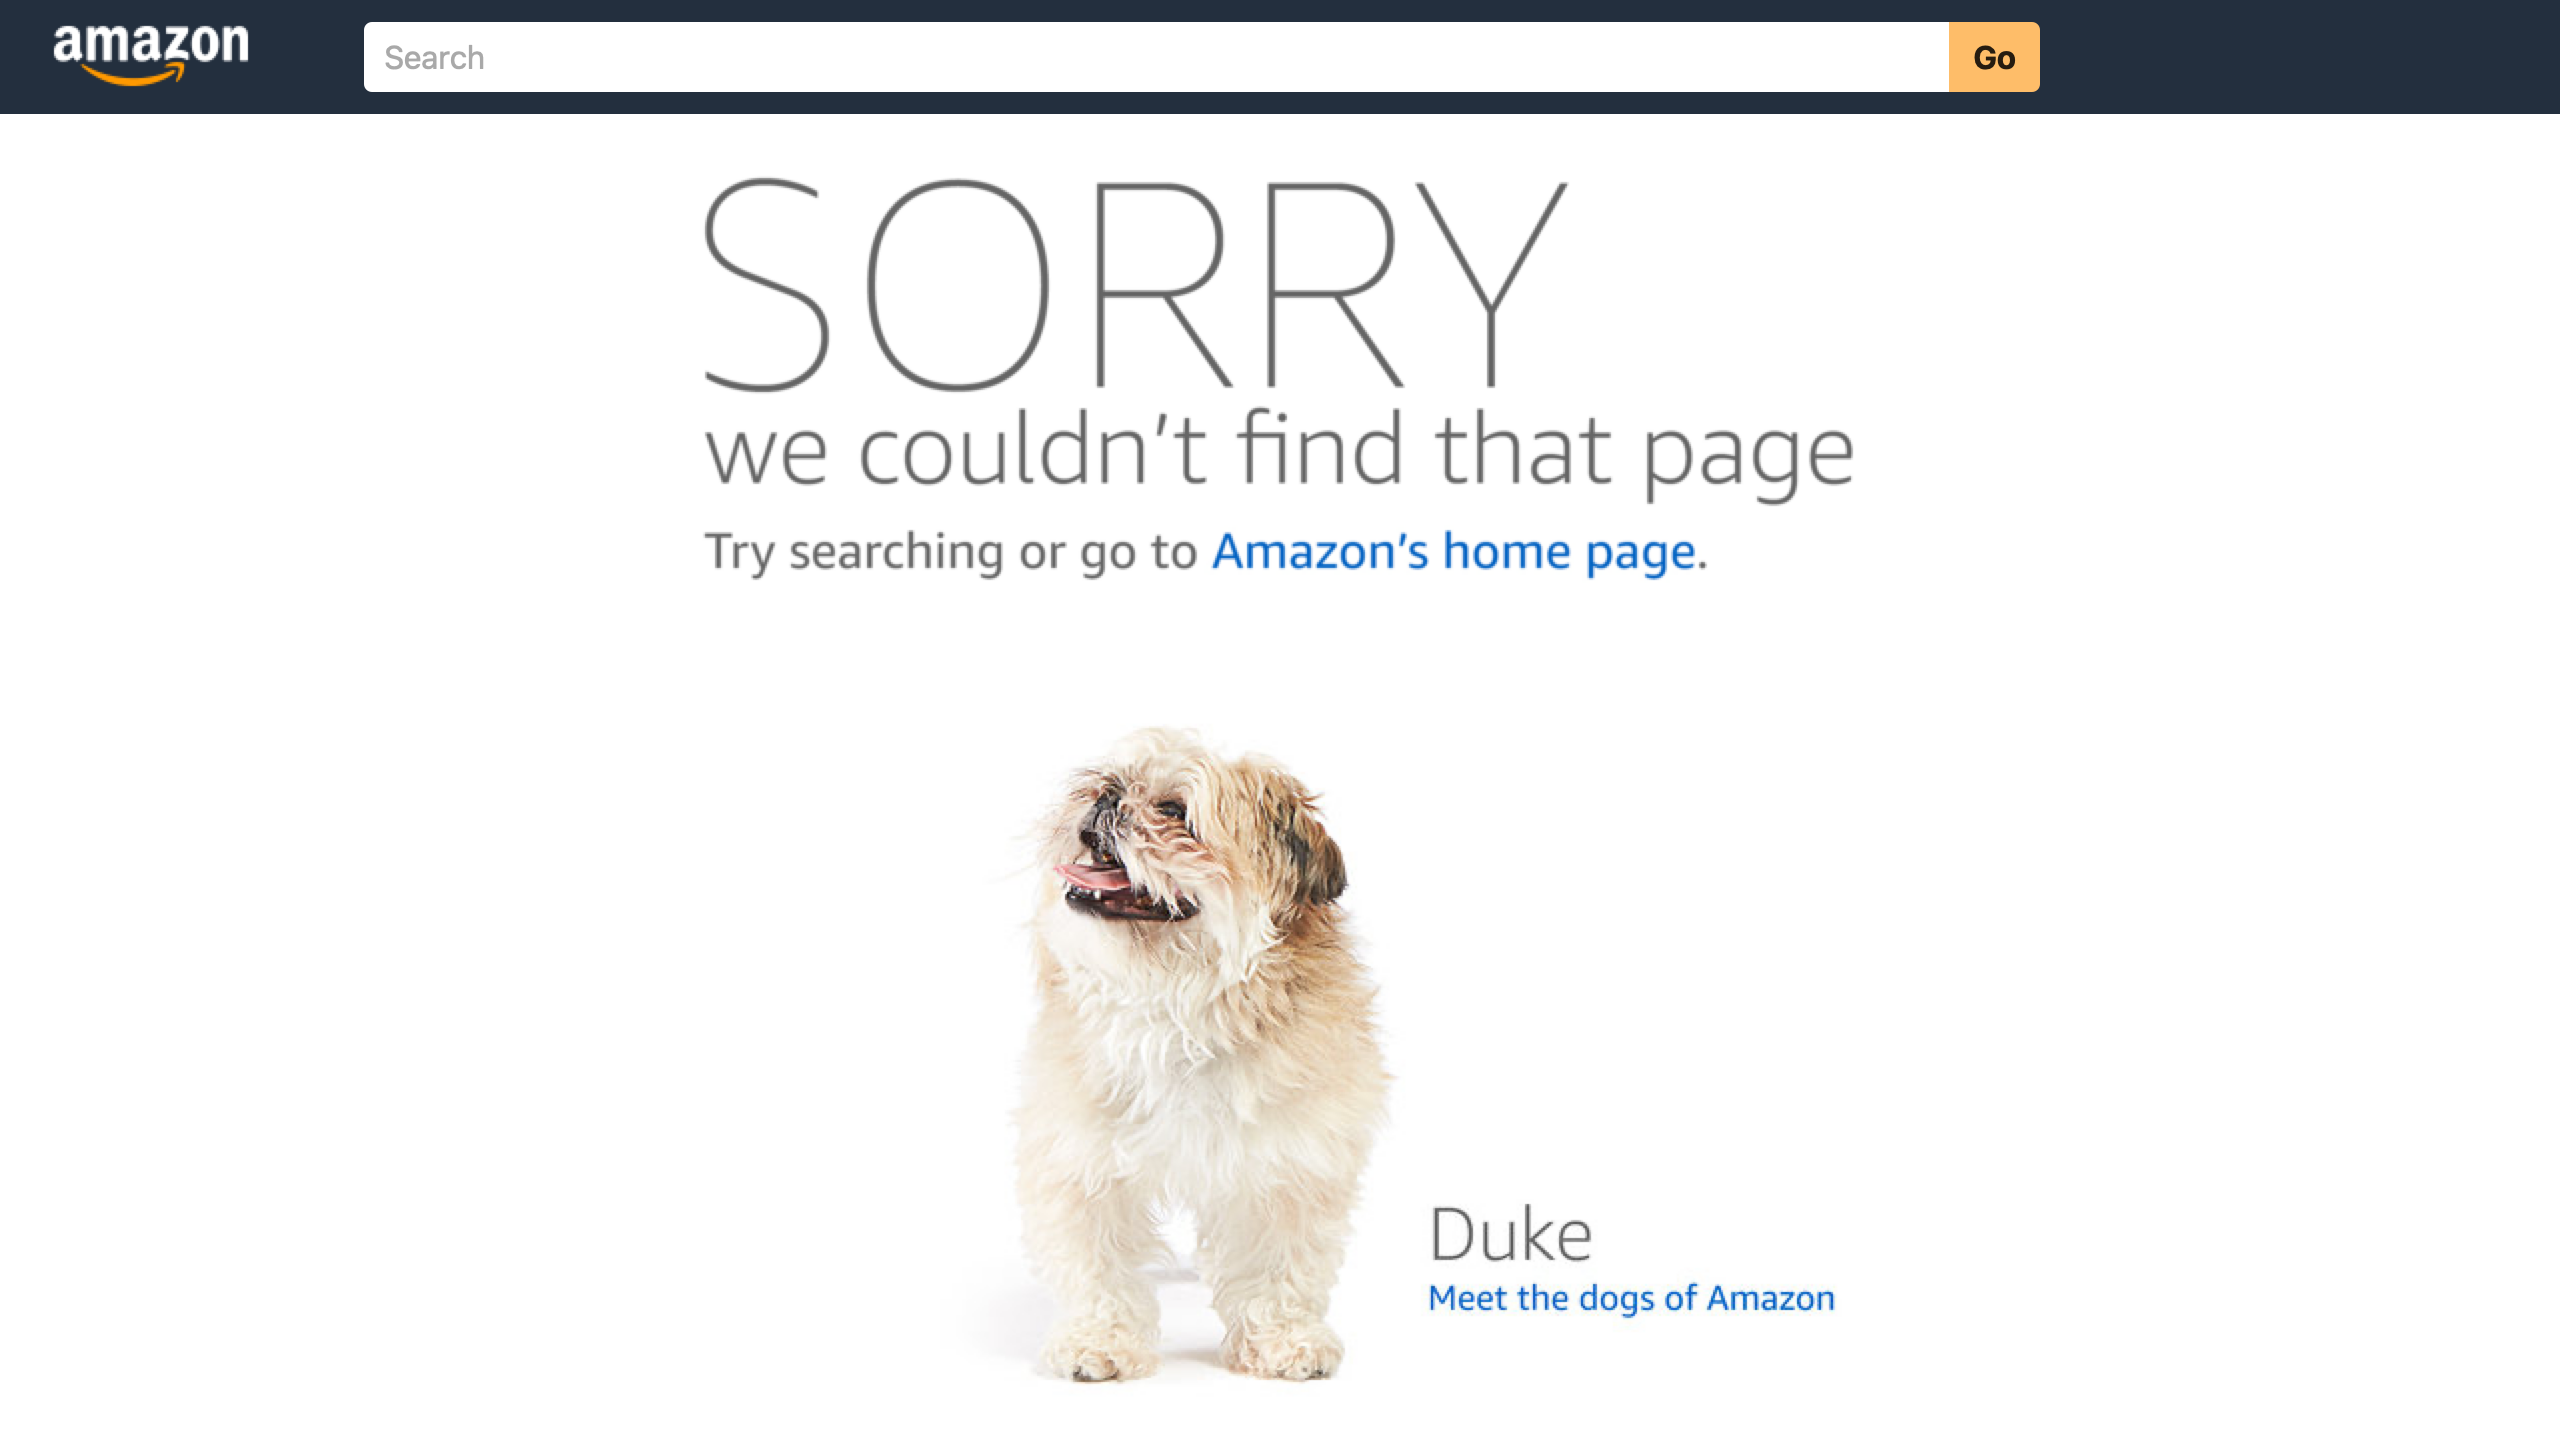 amazon
Search
Go
SORRY
we couldn't find that page
Try searching or go to Amazon's home page.
Duke
Meet the dogs of Amazon